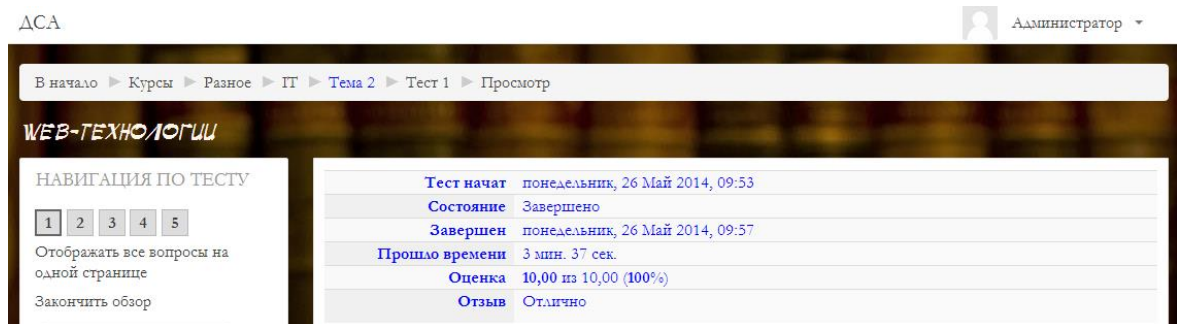 ДСА
Администратор
В начало ► Курсы ► Разное ► IT ► Тема 2 ► Тест 1 ► Просмотр
WEB-ТЕХНОЛОГИИ
НАВИГАЦИЯ ПО ТЕСТУ
1 2 3 4 5
Отображать все вопросы на
одной странице
Закончить обзор
Тест начат понедельник, 26 Май 2014, 09:53
Состояние Завершено
Завершен понедельник, 26 Май 2014, 09:57
Прошло времени 3 мин. 37 сек.
Оценка 10,00 из 10,00 (100%)
Отзыв Отлично